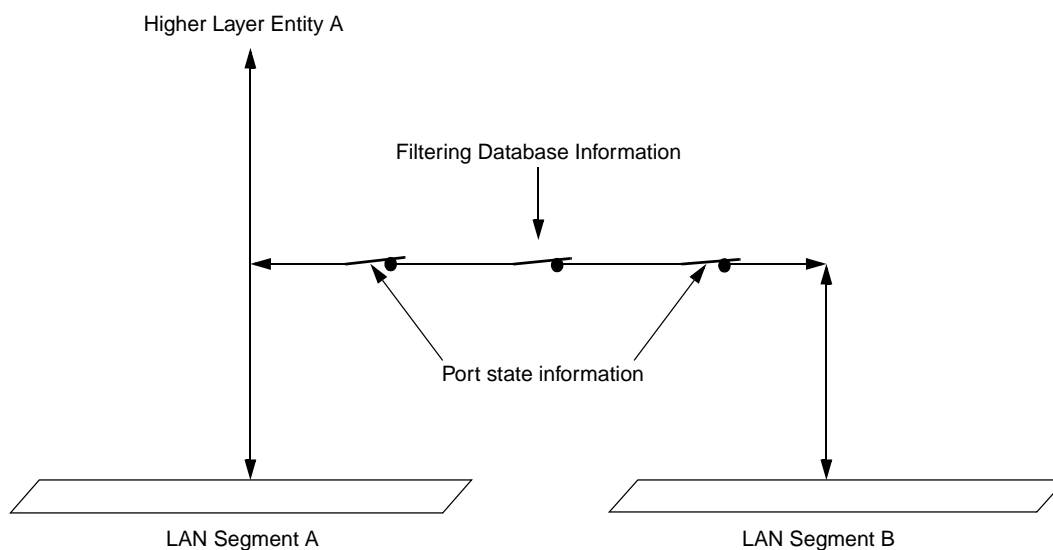 Higher Layer Entity A
Filtering Database Information
Port state information
LAN Segment A
LAN Segment B